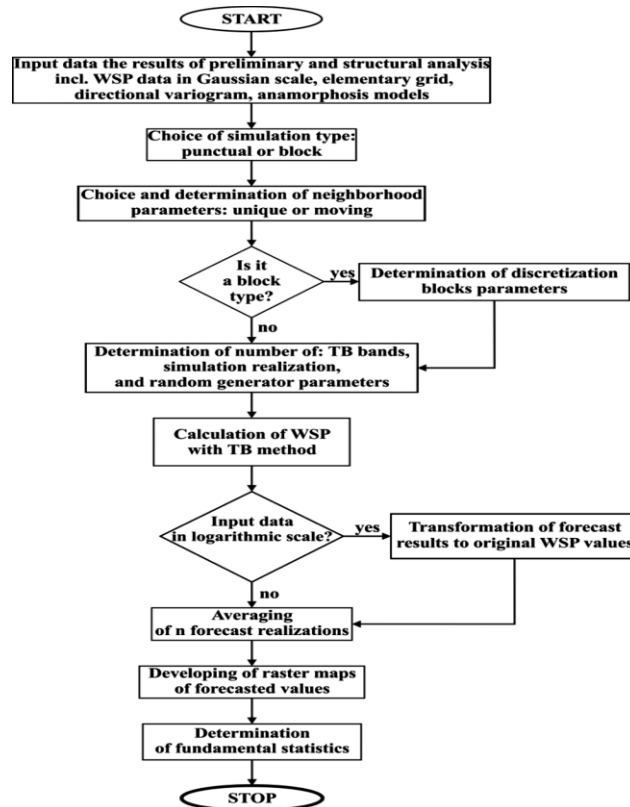 START
Input data the results of preliminary and structural analysis
incl. WSP data in Gaussian scale, elementary grid,
directional variogram, anamorphosis models
Choice of simulation type:
punctual or block
Choice and determination of neighborhood
parameters: unique or moving
Is it
a block
type?
yes
Determination of discretization
blocks parameters
no
Determination of number of: TB bands,
simulation realization,
and random generator parameters
Calculation of WSP
with TB method
Input data
in logarithmic scale?
yes
Transformation of forecast
results to original WSP values
no
Averaging
of n forecast realizations
Developing of raster maps
of forecasted values
Determination
of fundamental statistics
STOP